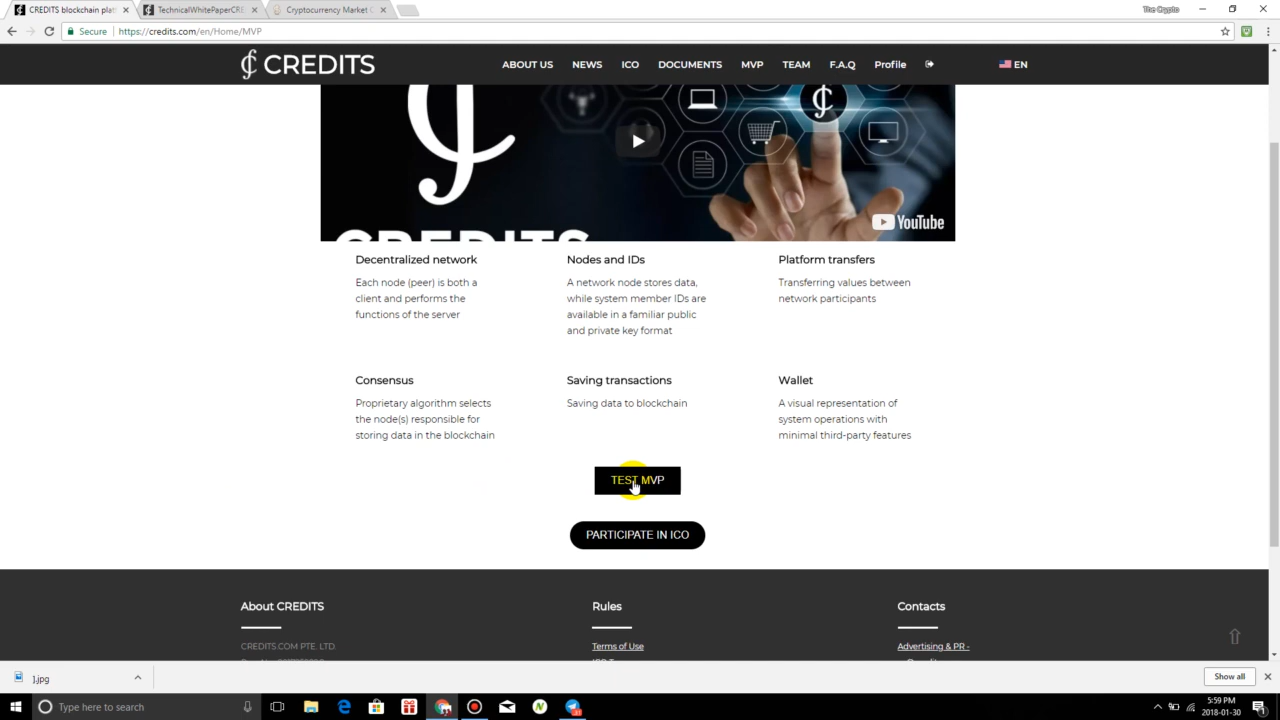 CREDITS blockchain plat
TechnicalWhitePaperCRE
Cryptocurrency Market C
The Crypto
Secure
https://credits.com/en/Home/MVP
CREDITS
ABOUT US
NEWS
ICO
DOCUMENTS
MVP
TEAM
F.A.Q
Profile
EN
YouTube
CREDITS
Decentralized network
Each node (peer) is both a
client and performs the
functions of the server
Nodes and IDs
A network node stores data,
while system member IDs are
available in a familiar public
and private key format
Platform transfers
Transferring values between
network participants
Consensus
Proprietary algorithm selects
the node(s) responsible for
storing data in the blockchain
Saving transactions
Saving data to blockchain
Wallet
A visual representation of
system operations with
minimal third-party features
TEST MVP
PARTICIPATE IN ICO
About CREDITS
CREDITS.COM PTE. LTD.
Rules
Terms of Use
Contacts
Advertising & PR -
].jpg
Show all
Type here to search
5:59 PM
2018-01-30